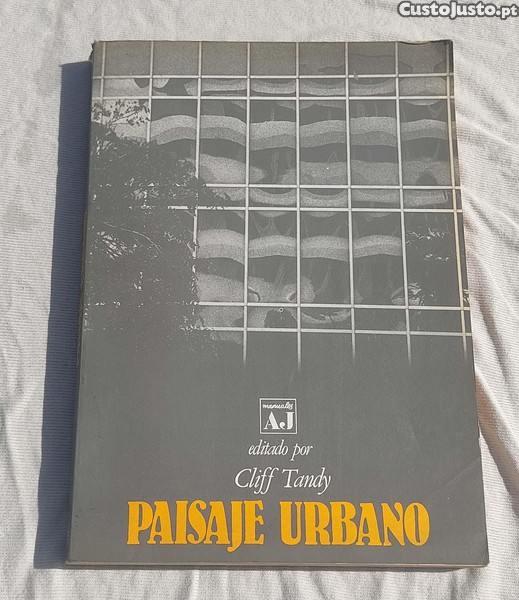 CustoJusto.pt
manuales
AJ
editado por
Cliff Tandy
PAISAJE URBANO